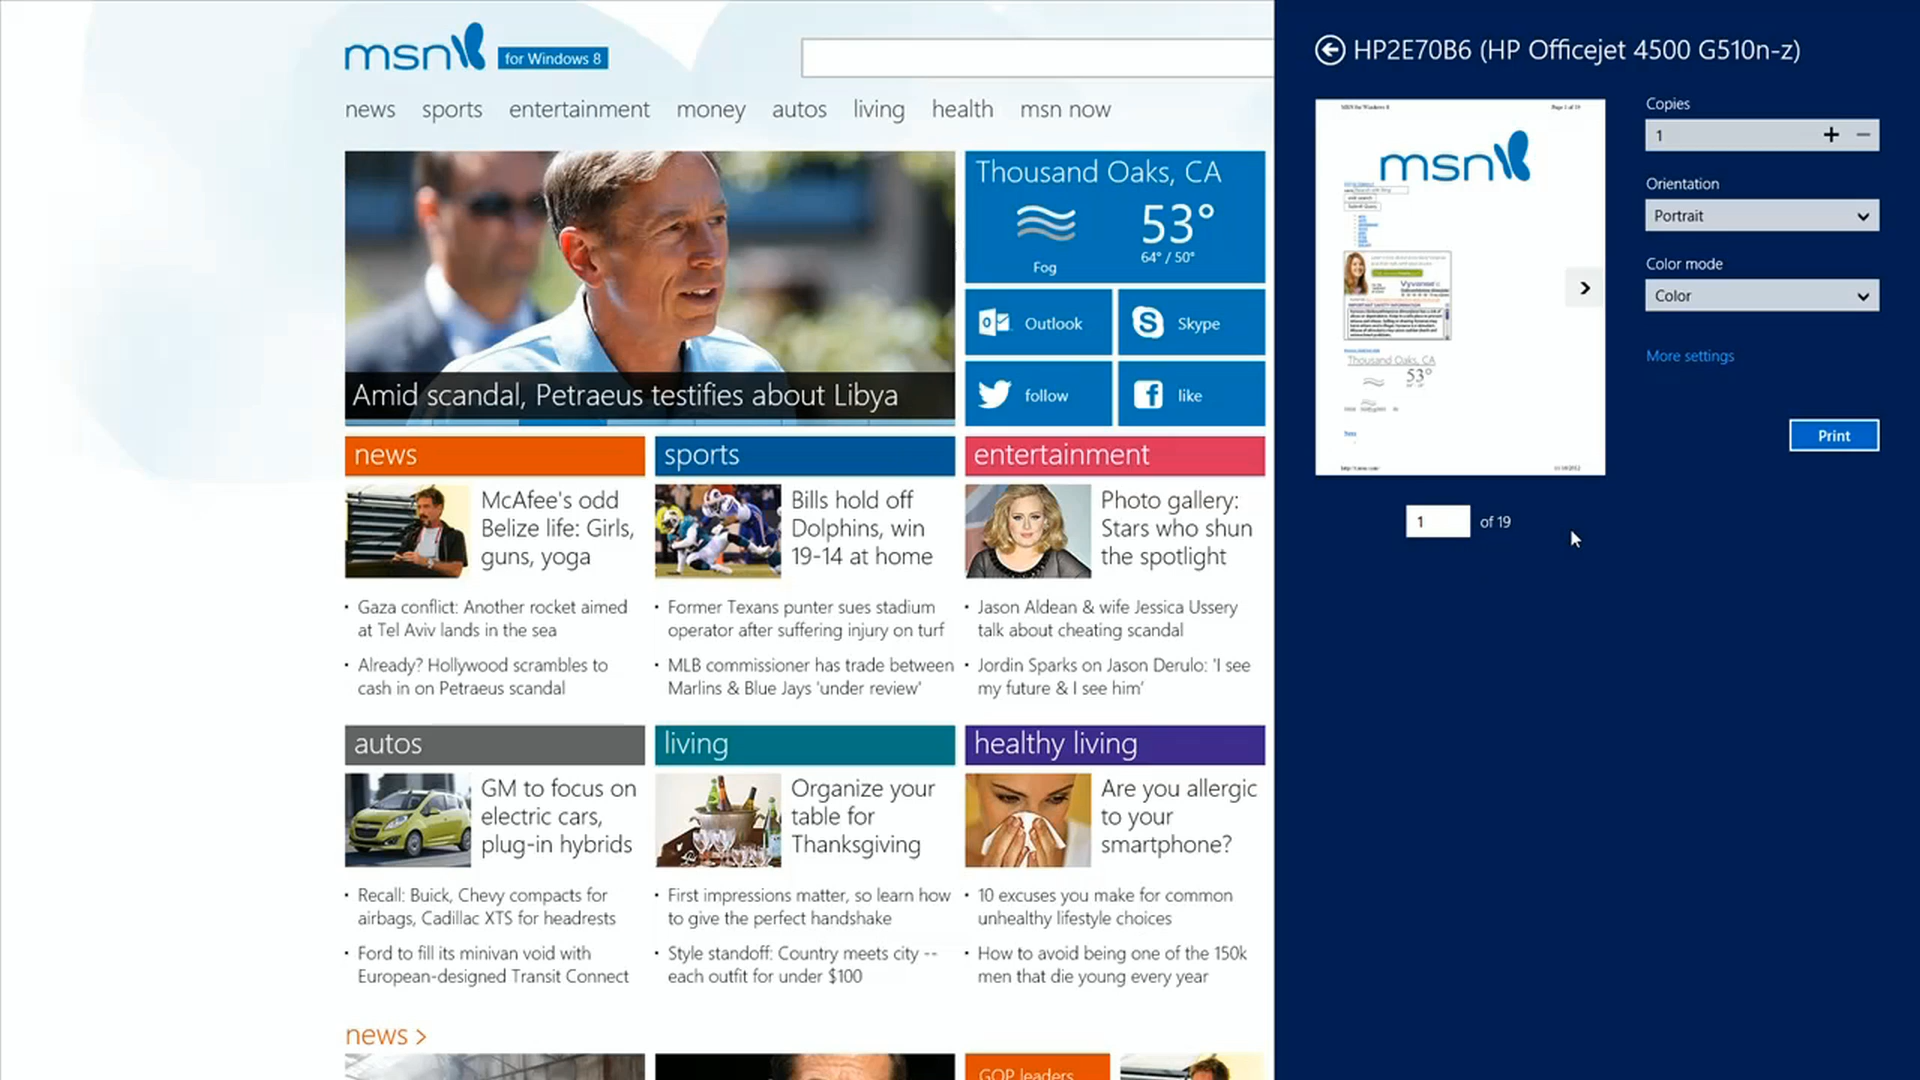 msn for Windows 8
news sports entertainment money autos living health msn now
Amid scandal, Petraeus testifies about Libya
Thousand Oaks, CA
53°
64° / 50°
Fog
Outlook
Skype
follow
like
news
McAfee's odd
Belize life: Girls,
guns, yoga
Gaza conflict: Another rocket aimed
at Tel Aviv lands in the sea
Already? Hollywood scrambles to
cash in on Petraeus scandal
sports
Bills hold off
Dolphins, win
19-14 at home
Former Texans punter sues stadium
operator after suffering injury on turf
MLB commissioner has trade between
Marlins & Blue Jays 'under review'
entertainment
Photo gallery:
Stars who shun
the spotlight
Jason Aldean & wife Jessica Ussery
talk about cheating scandal
Jordin Sparks on Jason Derulo: 'I see
my future & I see him'
autos
GM to focus on
electric cars,
plug-in hybrids
Recall: Buick, Chevy compacts for
airbags, Cadillac XTS for headrests
Ford to fill its minivan void with
European-designed Transit Connect
living
Organize your
table for
Thanksgiving
First impressions matter, so learn how
to give the perfect handshake
Style standoff: Country meets city --
each outfit for under $100
healthy living
Are you allergic
to your
smartphone?
10 excuses you make for common
unhealthy lifestyle choices
How to avoid being one of the 150k
men that die young every year
news >
GOP leaders
HP2E70B6 (HP Officejet 4500 G510n-z)
MSN for Windows 8 Page 1 of 19
msn
Vyvanse
Thousand Oaks, CA
53°
Copies
1
Orientation
Portrait
Color mode
Color
More settings
Print
1 of 19